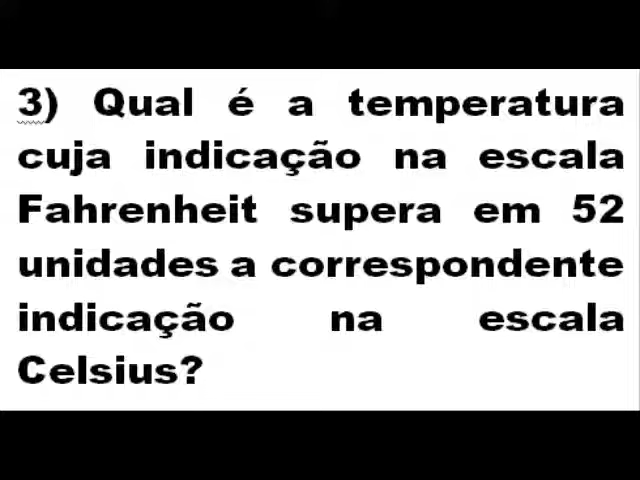 3) Qual é a temperatura
cuja indicação na escala
Fahrenheit supera em 52
unidades a correspondente
indicação na escala
Celsius?